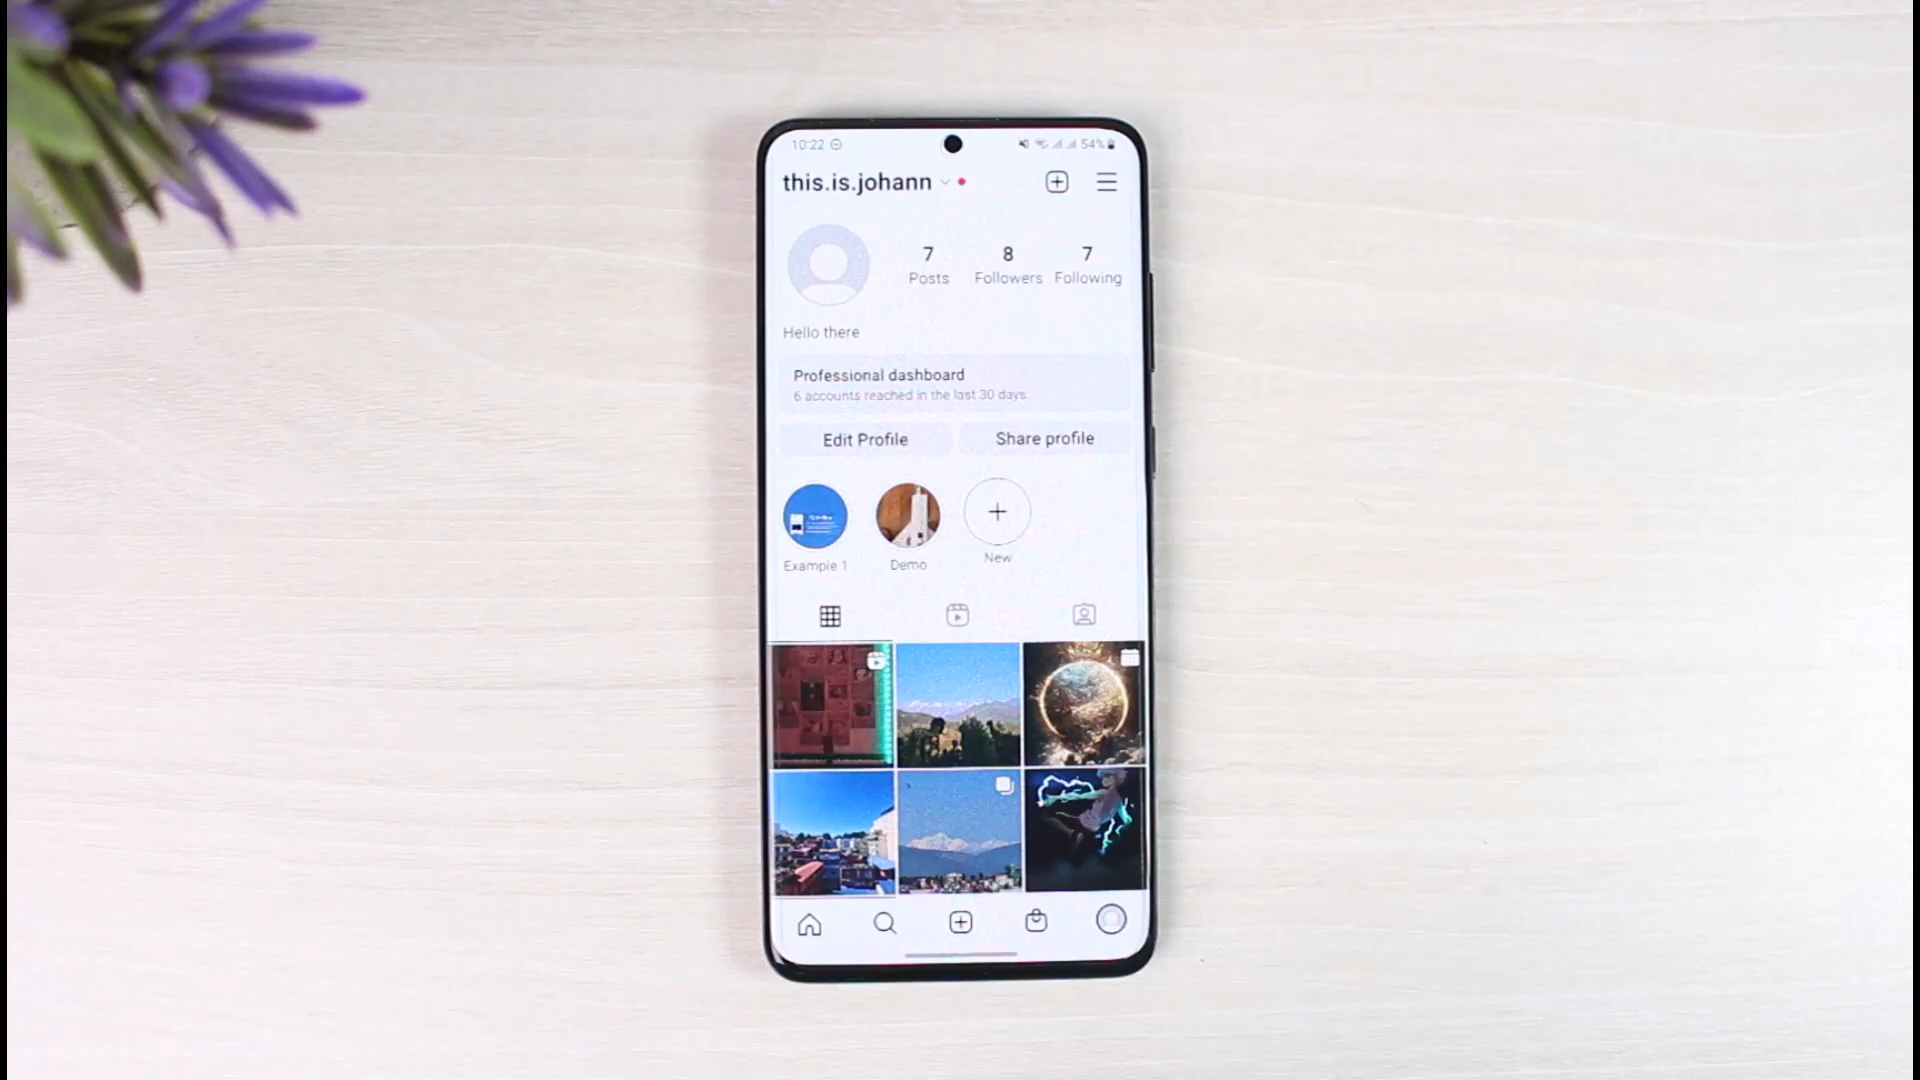 10:22
54%
this.is.johann
7 8 7
Posts Followers Following
Hello there
Professional dashboard
6 accounts reached in the last 30 days.
Edit Profile Share profile
Example 1 Demo New